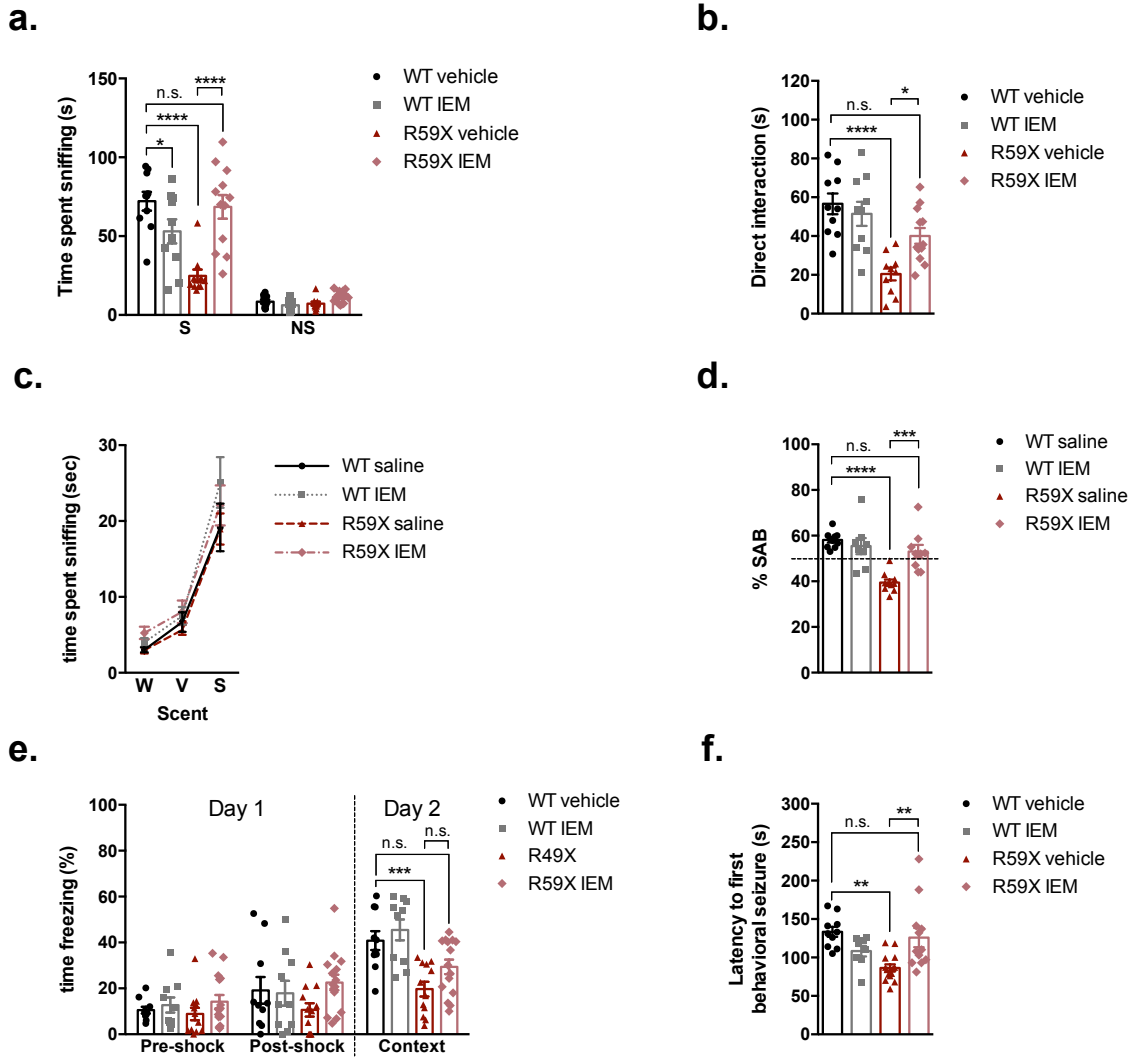 a.
Time spent sniffing (s)
150
100
50
0
n.s.
****
****
*
S
NS
WT vehicle
WT IEM
R59X vehicle
R59X IEM
b.
Direct interaction (s)
120
100
80
60
40
20
0
n.s.
*
****
WT vehicle
WT IEM
R59X vehicle
R59X IEM
c.
time spent sniffing (sec)
30
20
10
0
W V S
Scent
WT saline
WT IEM
R59X saline
R59X IEM
d.
% SAB
100
80
60
40
20
0
n.s.
***
****
WT saline
WT IEM
R59X saline
R59X IEM
e.
time freezing (%)
100
80
60
40
20
0
Day 1
Day 2
n.s.
n.s.
***
Pre-shock
Post-shock
Context
WT vehicle
WT IEM
R49X
R59X IEM
f.
Latency to first
behavioral seizure (s)
300
250
200
150
100
50
0
n.s.
**
**
WT vehicle
WT IEM
R59X vehicle
R59X IEM